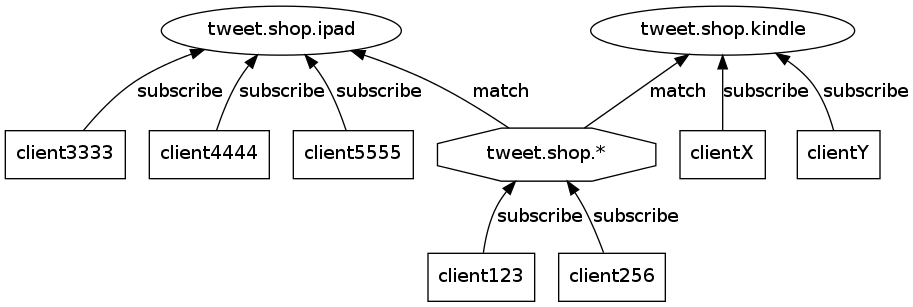 tweet.shop.ipad
tweet.shop.kindle
subscribe
subscribe
subscribe
match
match
subscribe
subscribe
client3333
client4444
client5555
tweet.shop.*
clientX
clientY
subscribe
subscribe
client123
client256